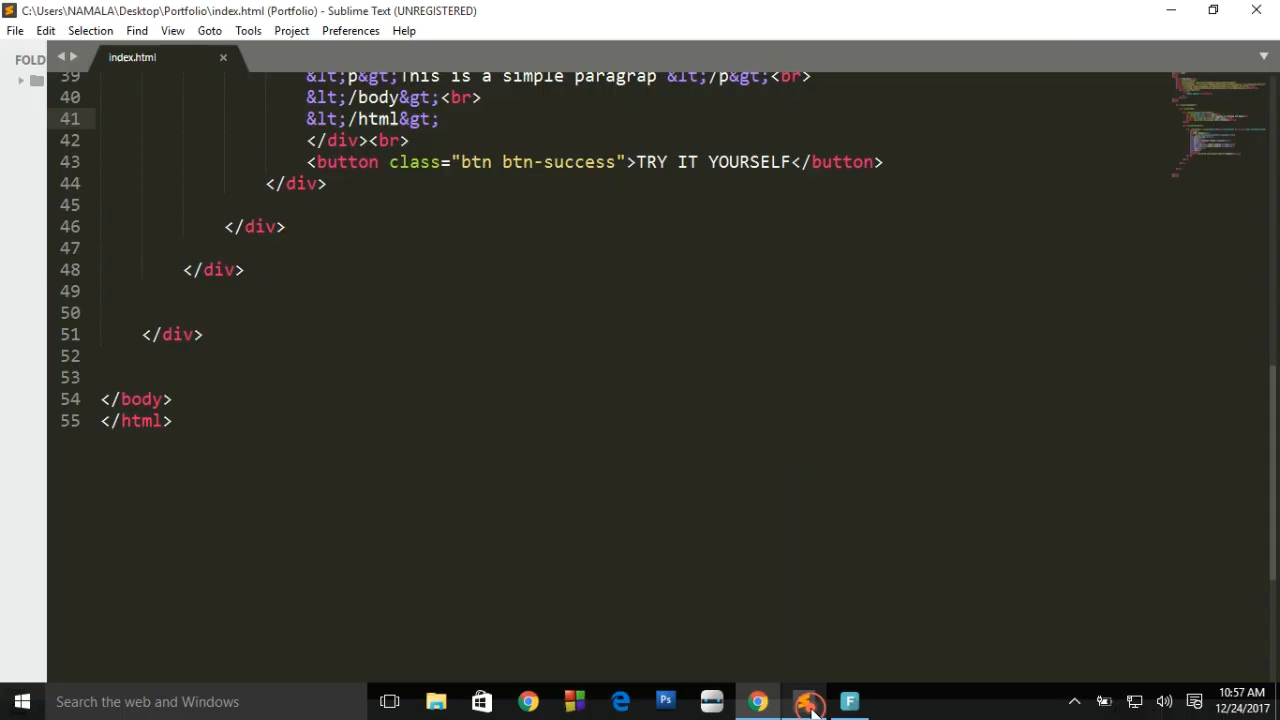 C:\Users\NAMALA\Desktop\Portfolio\index.html (Portfolio) - Sublime Text (UNREGISTERED)
File Edit Selection Find View Goto Tools Project Preferences Help
FOLD
index.html
39 &lt;p&gt;This is a simple paragrap &lt;/p&gt;<br>
40 &lt;/body&gt;<br>
41 &lt;/html&gt;
42 </div><br>
43 <button class="btn btn-success">TRY IT YOURSELF</button>
44 </div>
45
46 </div>
47
48 </div>
49
50
51 </div>
52
53
54 </body>
55 </html>
Search the web and Windows
Ps
F
10:57 AM
12/24/2017